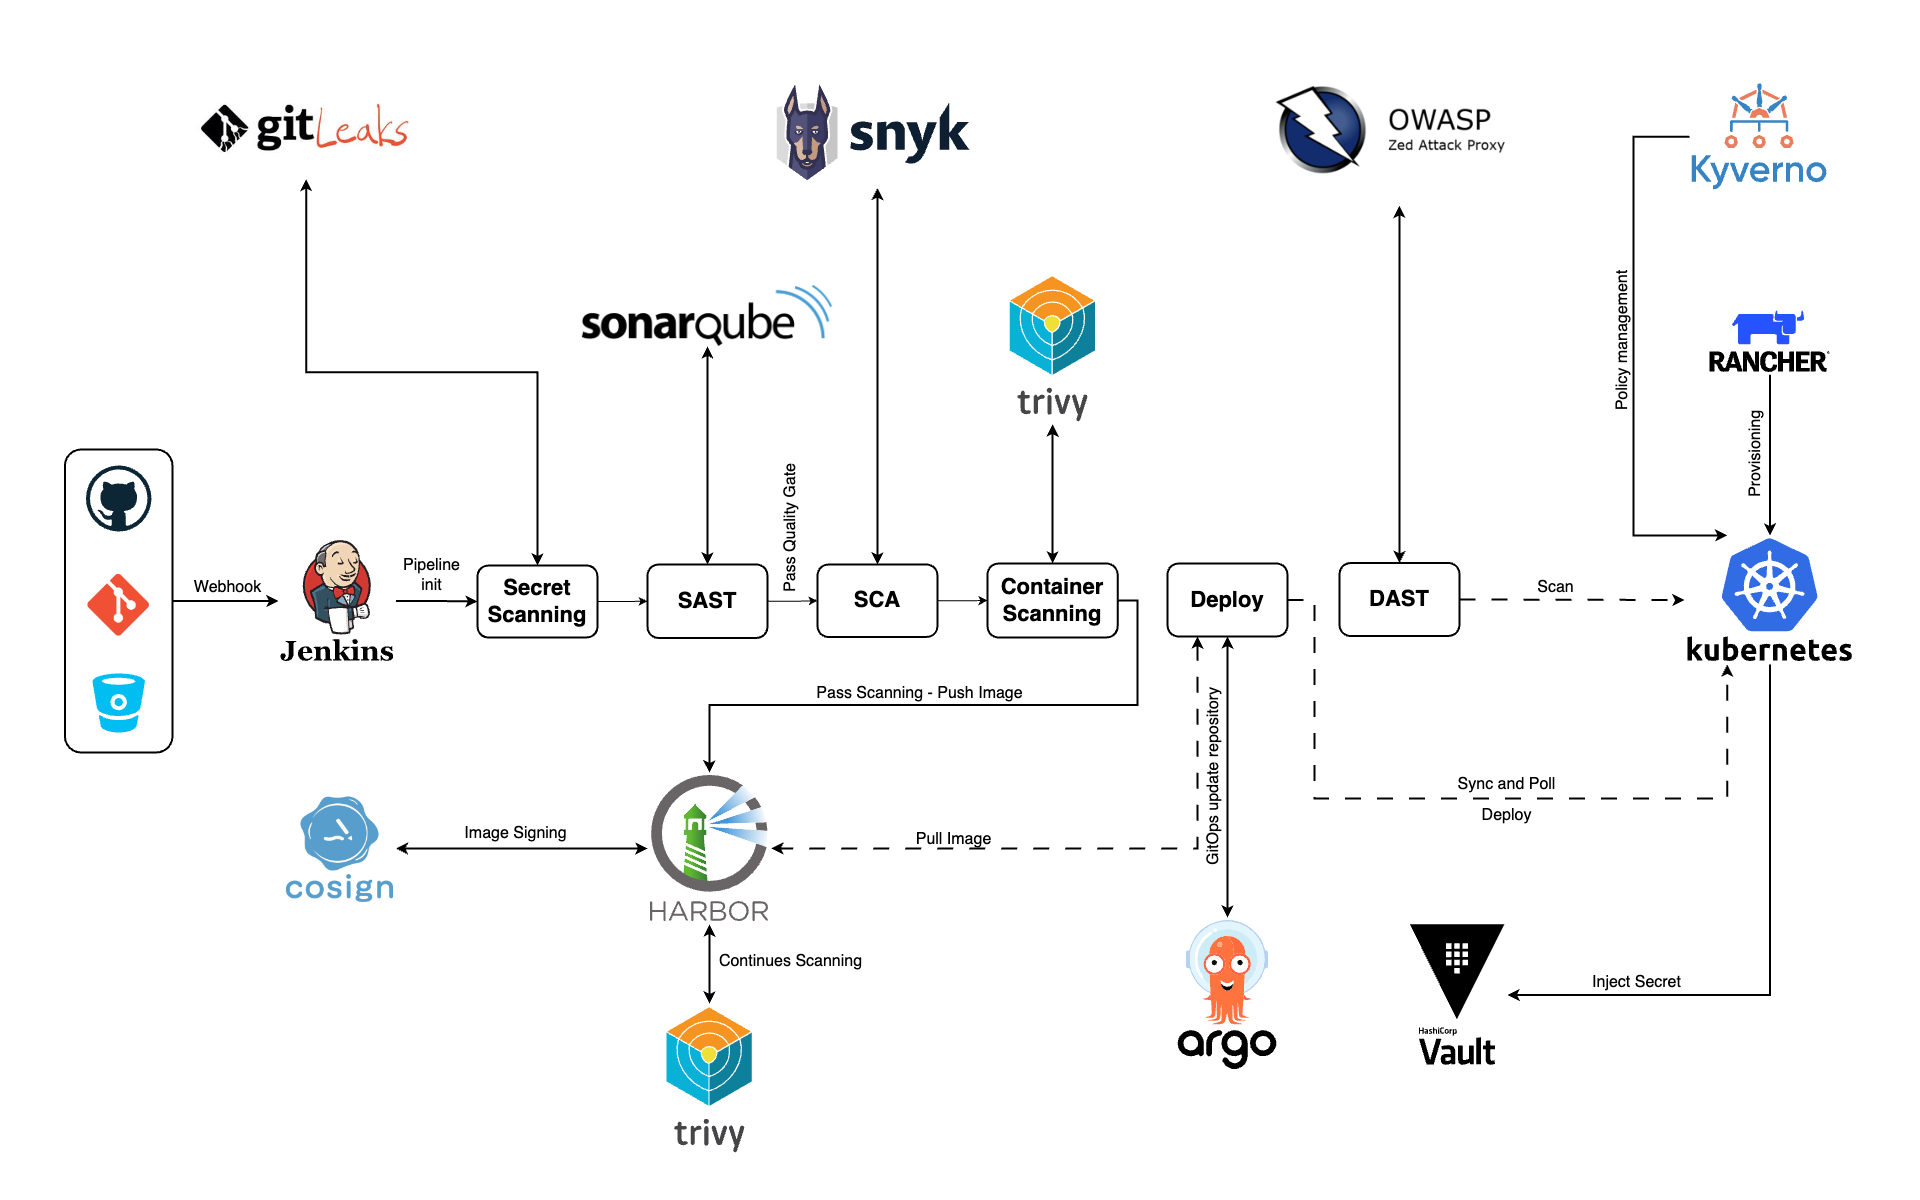 gitLeaks
snyk
OWASP
Zed Attack Proxy
Kyverno
sonarqube
trivy
Policy management
RANCHER
Provisioning
Pass Quality Gate
Webhook
Jenkins
Pipeline
init
Secret
Scanning
SAST
SCA
Container
Scanning
Deploy
DAST
Scan
kubernetes
Pass Scanning - Push Image
GitOps update repository
Sync and Poll
Deploy
cosign
Image Signing
HARBOR
Pull Image
Continues Scanning
argo
HashiCorp
Vault
Inject Secret
trivy